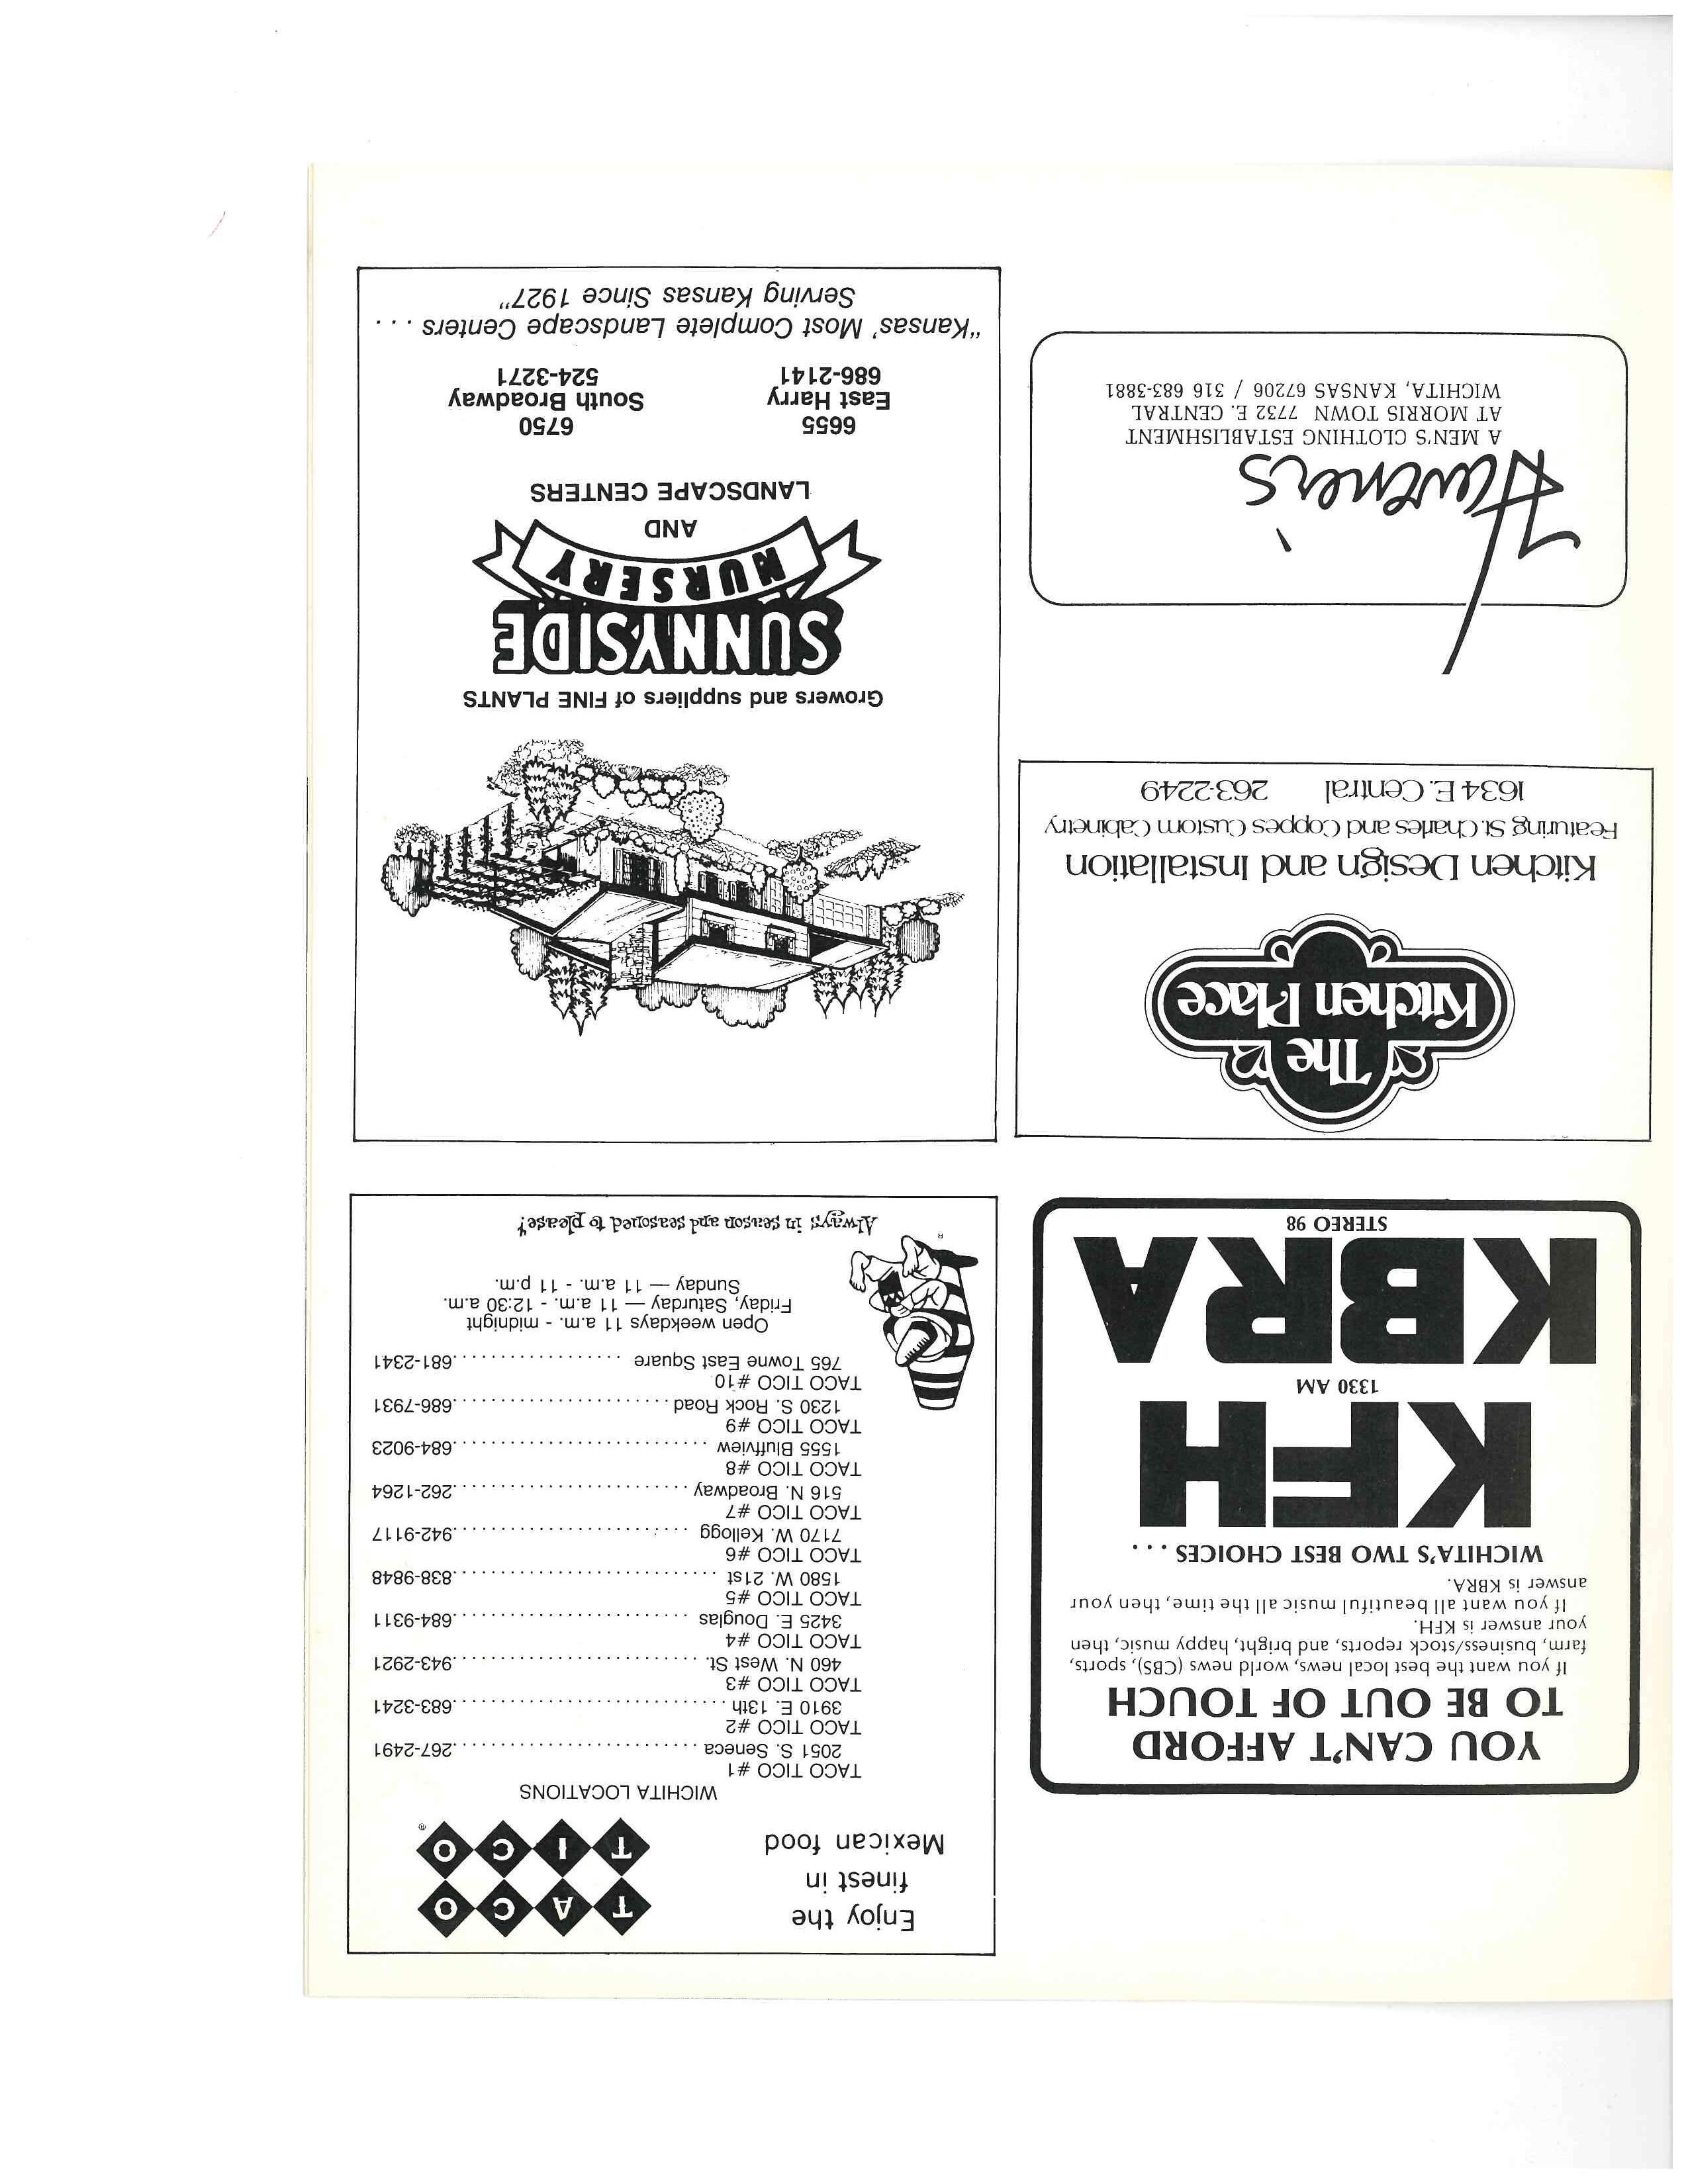 YOU CAN'T AFFORD
TO BE OUT OF TOUCH
If you want the best local news, world news (CBS), sports,
farm, business/stock reports, and bright, happy music, then
your answer is KFH.
If you want all beautiful music all the time, then your
answer is KBRA.
WICHITA'S TWO BEST CHOICES . . .
KFH
1330 AM
KBRA
STEREO 98
The
Kitchen Place
Kitchen Design and Installation
Featuring St. Charles and Coppes Custom Cabinetry
1634 E. Central 263-2249
Havener's
A MEN'S CLOTHING ESTABLISHMENT
AT MORRIS TOWN 7732 E. CENTRAL
WICHITA, KANSAS 67206 / 316 683-3881
Enjoy the
finest in
Mexican food
TACO
TICO®
WICHITA LOCATIONS
TACO TICO #1
2051 S. Seneca ..........................267-2491
TACO TICO #2
3910 E. 13th ..........................683-3241
TACO TICO #3
460 N. West St. ..........................943-2921
TACO TICO #4
3425 E. Douglas ..........................684-9311
TACO TICO #5
1580 W. 21st ..........................838-9848
TACO TICO #6
7170 W. Kellogg ..........................942-9117
TACO TICO #7
516 N. Broadway ..........................262-1264
TACO TICO #8
1555 Bluffview ..........................684-9023
TACO TICO #9
1230 S. Rock Road ..........................686-7931
TACO TICO #10
765 Towne East Square ..................681-2341
Open weekdays 11 a.m. - midnight
Friday, Saturday — 11 a.m. - 12:30 a.m.
Sunday — 11 a.m. - 11 p.m.
®
Always in season and seasoned to please!
Growers and suppliers of FINE PLANTS
SUNNYSIDE
NURSERY
AND
LANDSCAPE CENTERS
6655 6750
East Harry South Broadway
686-2141 524-3271
"Kansas' Most Complete Landscape Centers . . .
Serving Kansas Since 1927"